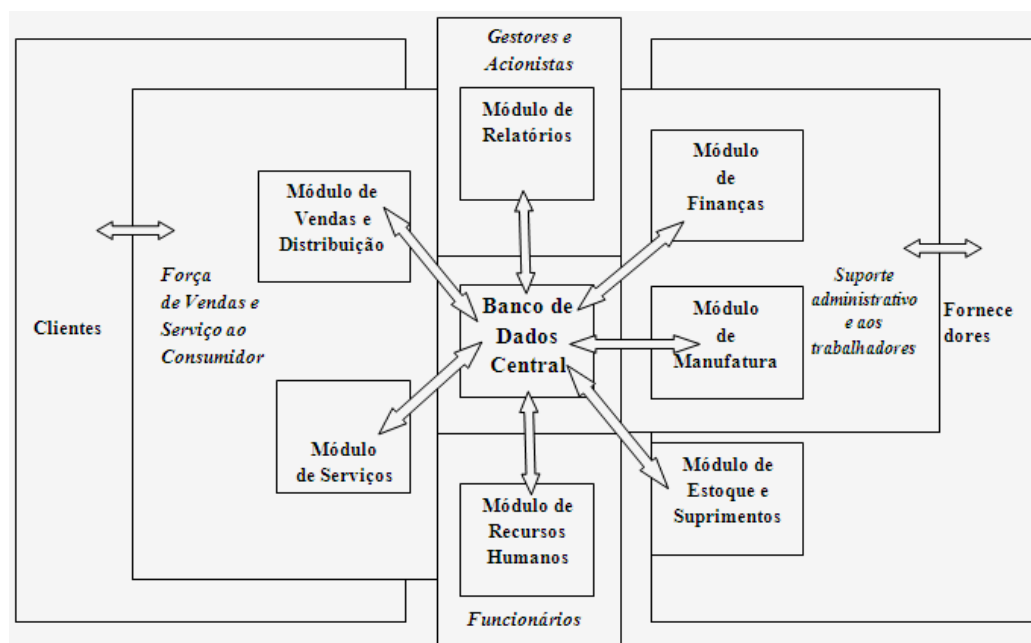 Gestores e
Acionistas
Módulo de
Relatórios
Módulo
de
Finanças
Módulo de
Vendas e
Distribuição
Força
de Vendas e
Serviço ao
Consumidor
Clientes
Banco de
Dados
Central
Módulo
de
Manufatura
Suporte
administrativo
e aos
trabalhadores
Fornece
dores
Módulo
de Serviços
Módulo de
Recursos
Humanos
Módulo de
Estoque e
Suprimentos
Funcionários